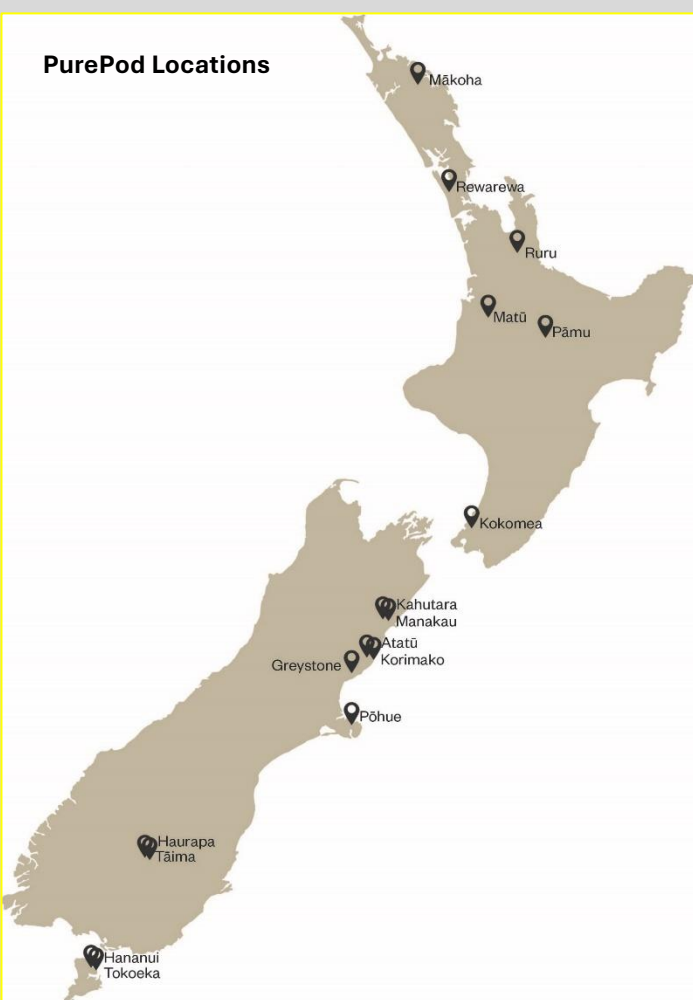 PurePod Locations
Mākoha
Rewarewa
Ruru
Matū
Pāmu
Kokomea
Kahutara
Manakau
Atatū
Korimako
Greystone
Pōhue
Haurapa
Tāima
Hananui
Tokoeka